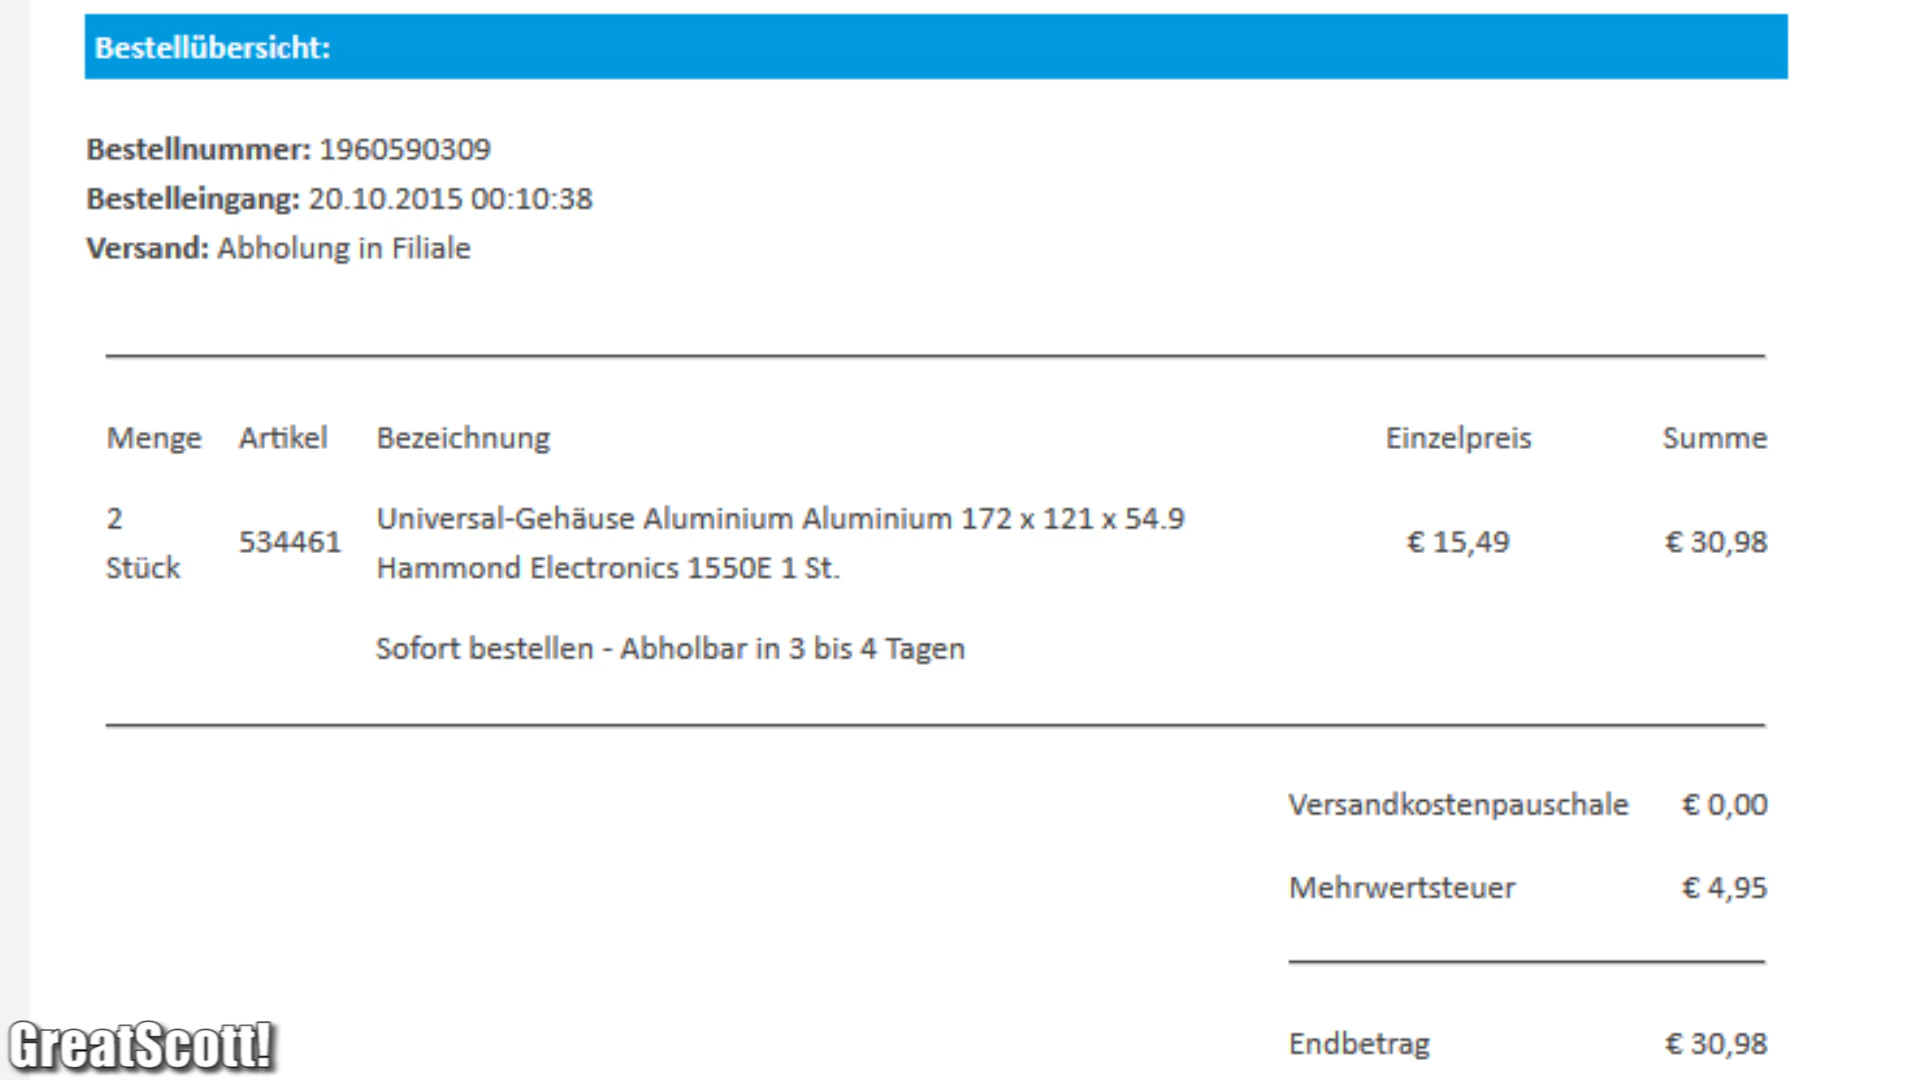 Bestellübersicht:
Bestellnummer: 1960590309
Bestelleingang: 20.10.2015 00:10:38
Versand: Abholung in Filiale
Menge Artikel Bezeichnung Einzelpreis Summe
2 Stück 534461 Universal-Gehäuse Aluminium Aluminium 172 x 121 x 54.9 € 15,49 € 30,98
Hammond Electronics 1550E 1 St.
Sofort bestellen - Abholbar in 3 bis 4 Tagen
Versandkostenpauschale € 0,00
Mehrwertsteuer € 4,95
Endbetrag € 30,98
GreatScott!